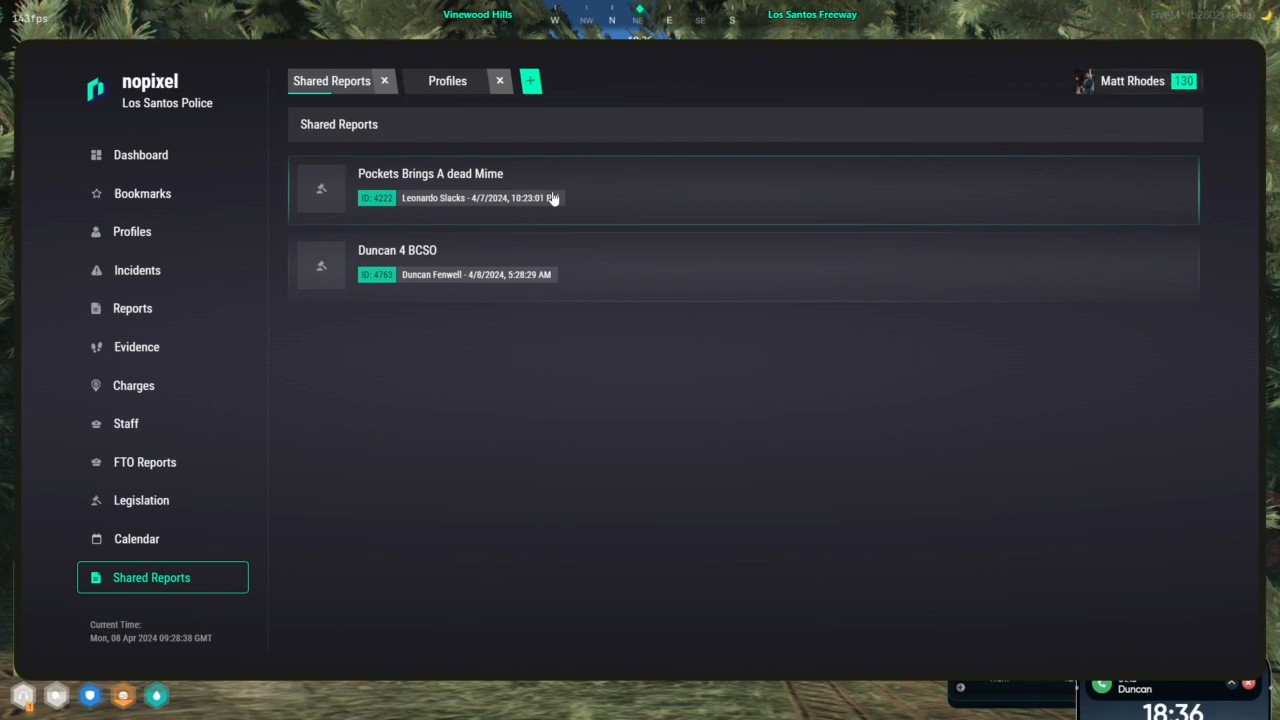 143fps
Vinewood Hills
W NW N NE E SE S
Los Santos Freeway
nopixel
Los Santos Police
Shared Reports
Profiles
+
Matt Rhodes 130
Shared Reports
Dashboard
Bookmarks
Profiles
Incidents
Reports
Evidence
Charges
Staff
FTO Reports
Legislation
Calendar
Shared Reports
Pockets Brings A dead Mime
ID: 4222 Leonardo Slacks - 4/7/2024, 10:23:01
Duncan 4 BCSO
ID: 4763 Duncan Fenwell - 4/8/2024, 5:28:29 AM
Current Time:
Mon, 08 Apr 2024 09:28:38 GMT
Duncan
18:36